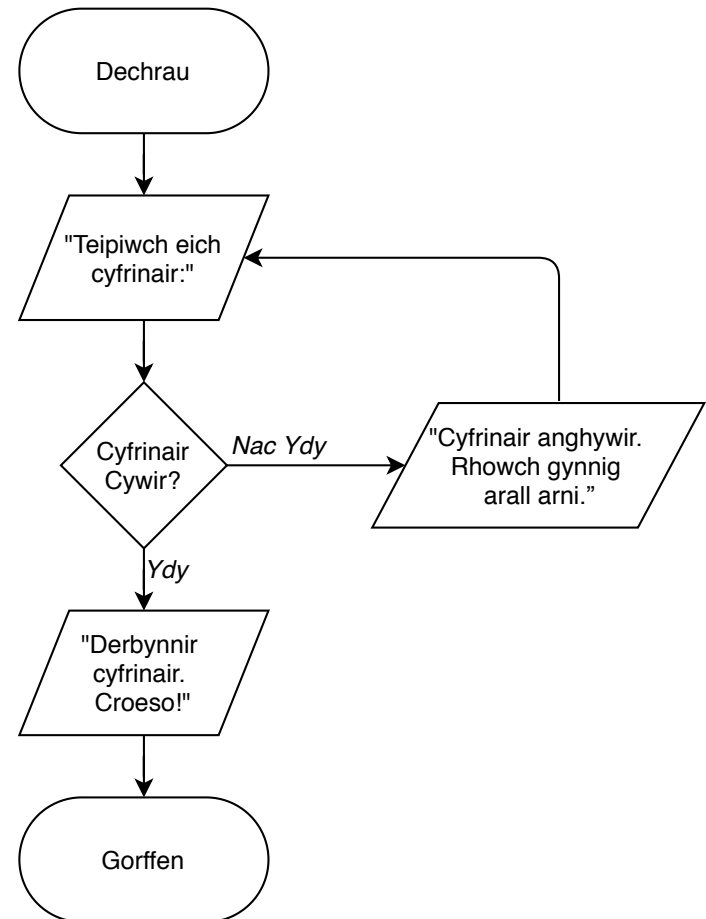 Dechrau
"Teipiwch eich
cyfrinair:"
Cyfrinair
Cywir?
Nac Ydy
"Cyfrinair anghywir.
Rhowch gynnig
arall arni.”
Ydy
"Derbynnir
cyfrinair.
Croeso!"
Gorffen